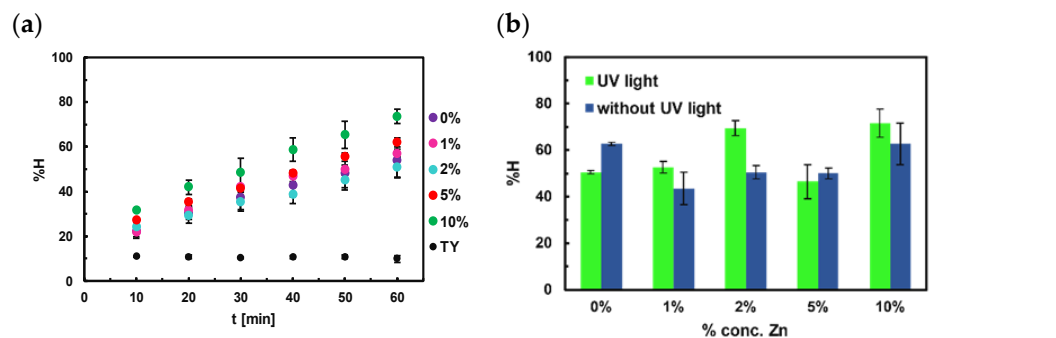 (a)
100
80
60
40
20
0
%H
0 10 20 30 40 50 60
t [min]
0%
1%
2%
5%
10%
TY
(b)
100
80
60
40
20
0
%H
UV light
without UV light
0% 1% 2% 5% 10%
% conc. Zn